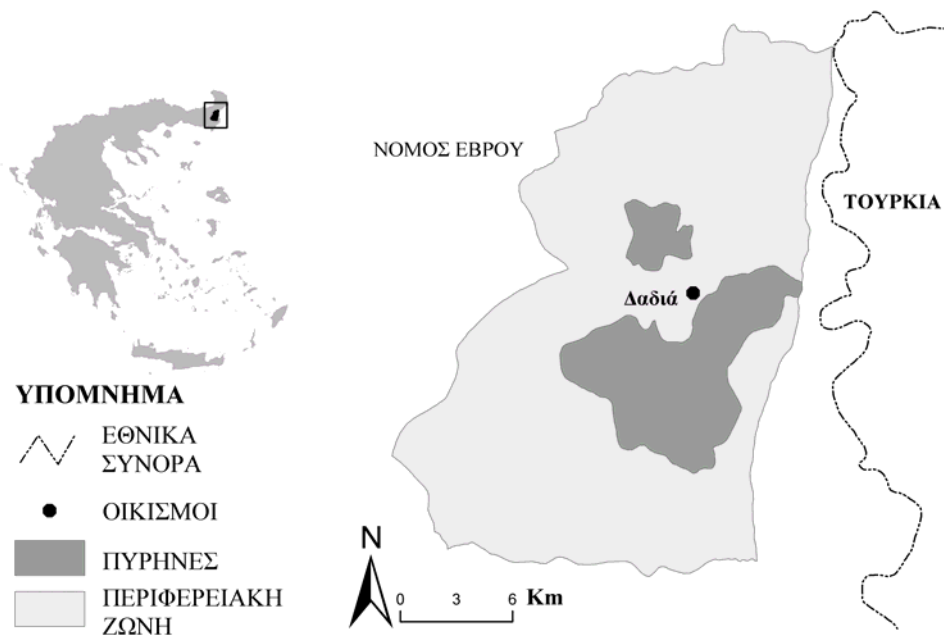 ΝΟΜΟΣ ΕΒΡΟΥ
ΤΟΥΡΚΙΑ
Δαδιά
ΥΠΟΜΝΗΜΑ
ΕΘΝΙΚΑ
ΣΥΝΟΡΑ
ΟΙΚΙΣΜΟΙ
ΠΥΡΗΝΕΣ
ΠΕΡΙΦΕΡΕΙΑΚΗ
ΖΩΝΗ
N
0 3 6 Km